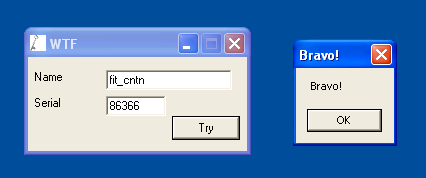 WTF
Name fit_cntn
Serial 86366
Try
Bravo!
Bravo!
OK